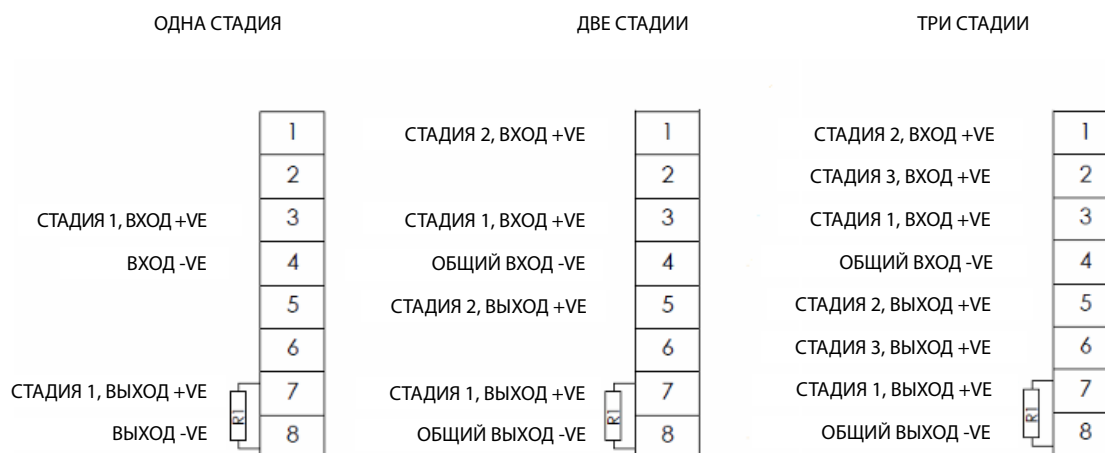 ОДНА СТАДИЯ
1
2
СТАДИЯ 1, ВХОД +VE 3
ВХОД -VE 4
5
6
СТАДИЯ 1, ВЫХОД +VE 7
R1
ВЫХОД -VE 8
ДВЕ СТАДИИ
СТАДИЯ 2, ВХОД +VE 1
2
СТАДИЯ 1, ВХОД +VE 3
ОБЩИЙ ВХОД -VE 4
СТАДИЯ 2, ВЫХОД +VE 5
6
СТАДИЯ 1, ВЫХОД +VE 7
R1
ОБЩИЙ ВЫХОД -VE 8
ТРИ СТАДИИ
СТАДИЯ 2, ВХОД +VE 1
СТАДИЯ 3, ВХОД +VE 2
СТАДИЯ 1, ВХОД +VE 3
ОБЩИЙ ВХОД -VE 4
СТАДИЯ 2, ВЫХОД +VE 5
СТАДИЯ 3, ВЫХОД +VE 6
СТАДИЯ 1, ВЫХОД +VE 7
R1
ОБЩИЙ ВЫХОД -VE 8